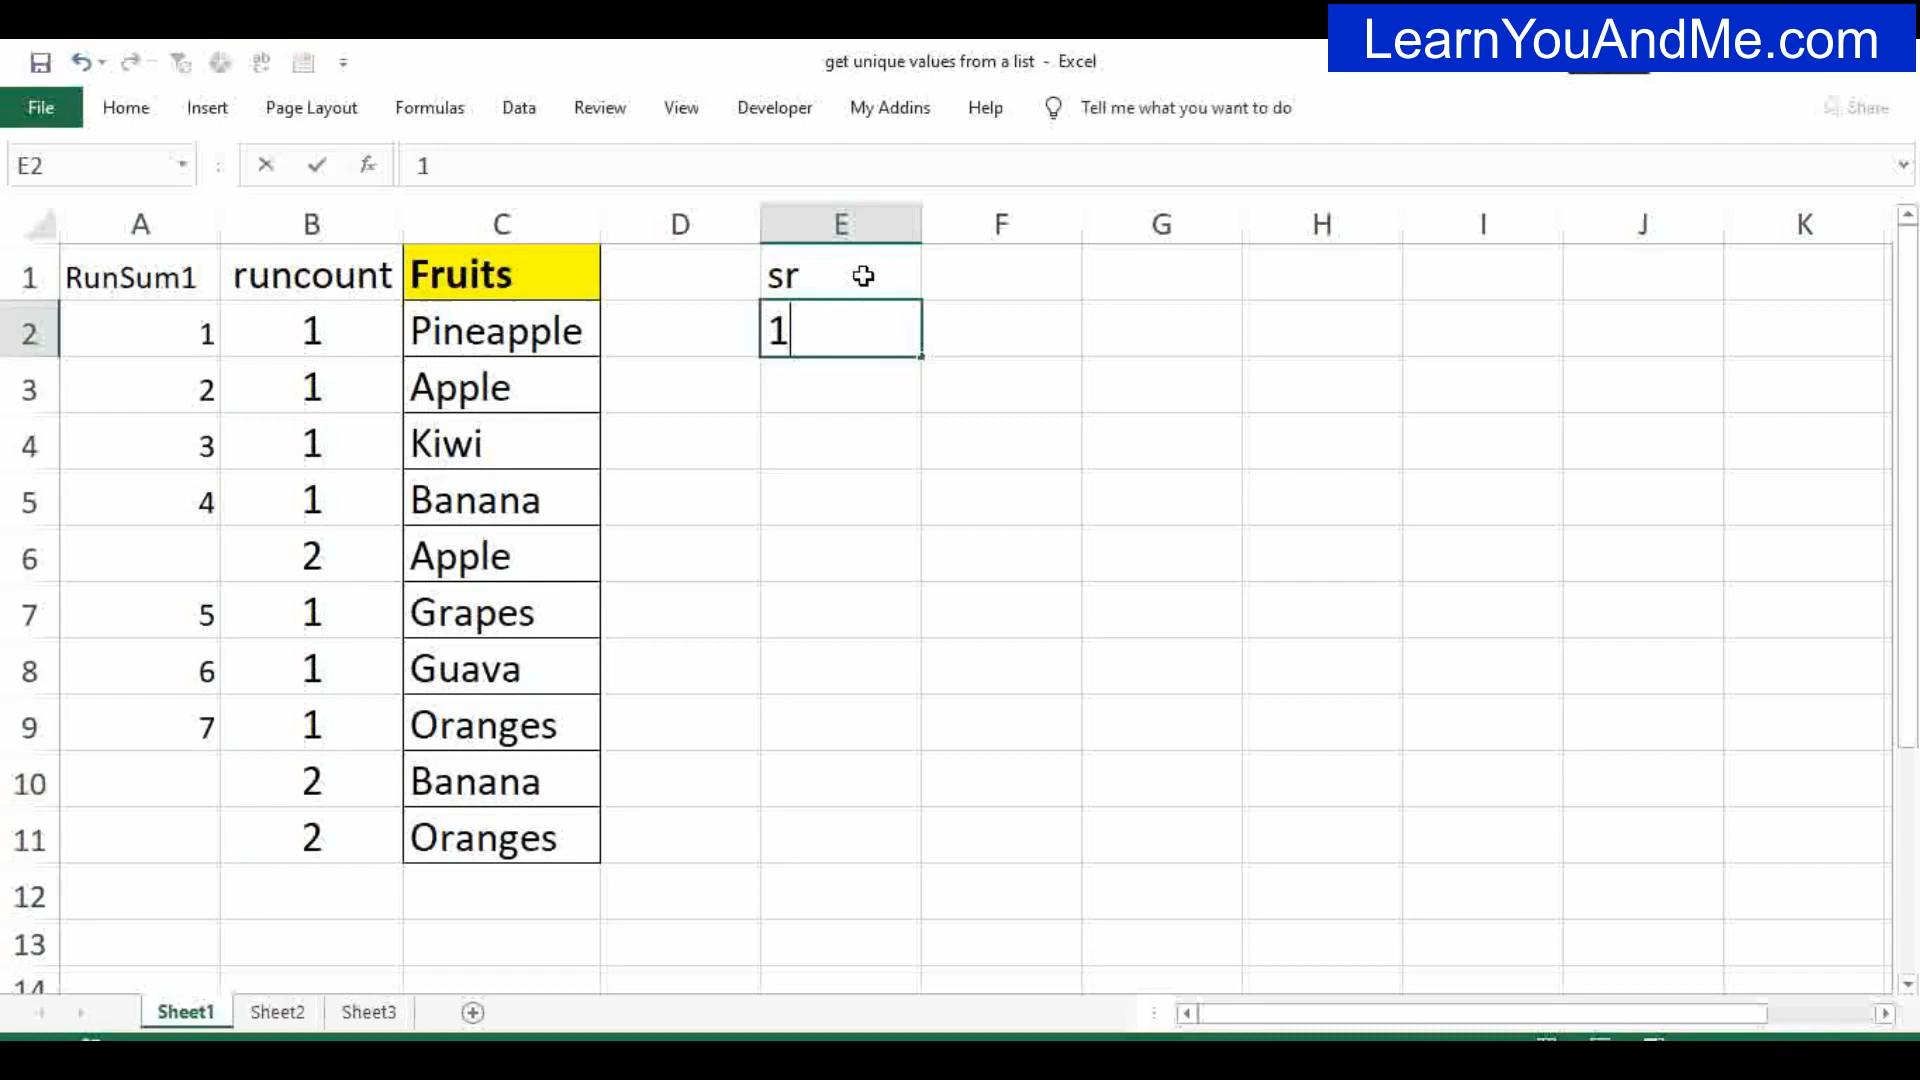 LearnYouAndMe.com
get unique values from a list - Excel
File Home Insert Page Layout Formulas Data Review View Developer My Addins Help Tell me what you want to do Share
E2 fx 1
A B C D E F G H I J K
1 RunSum1 runcount Fruits sr
2 1 1 Pineapple 1
3 2 1 Apple
4 3 1 Kiwi
5 4 1 Banana
6 2 Apple
7 5 1 Grapes
8 6 1 Guava
9 7 1 Oranges
10 2 Banana
11 2 Oranges
12
13
14
Sheet1 Sheet2 Sheet3